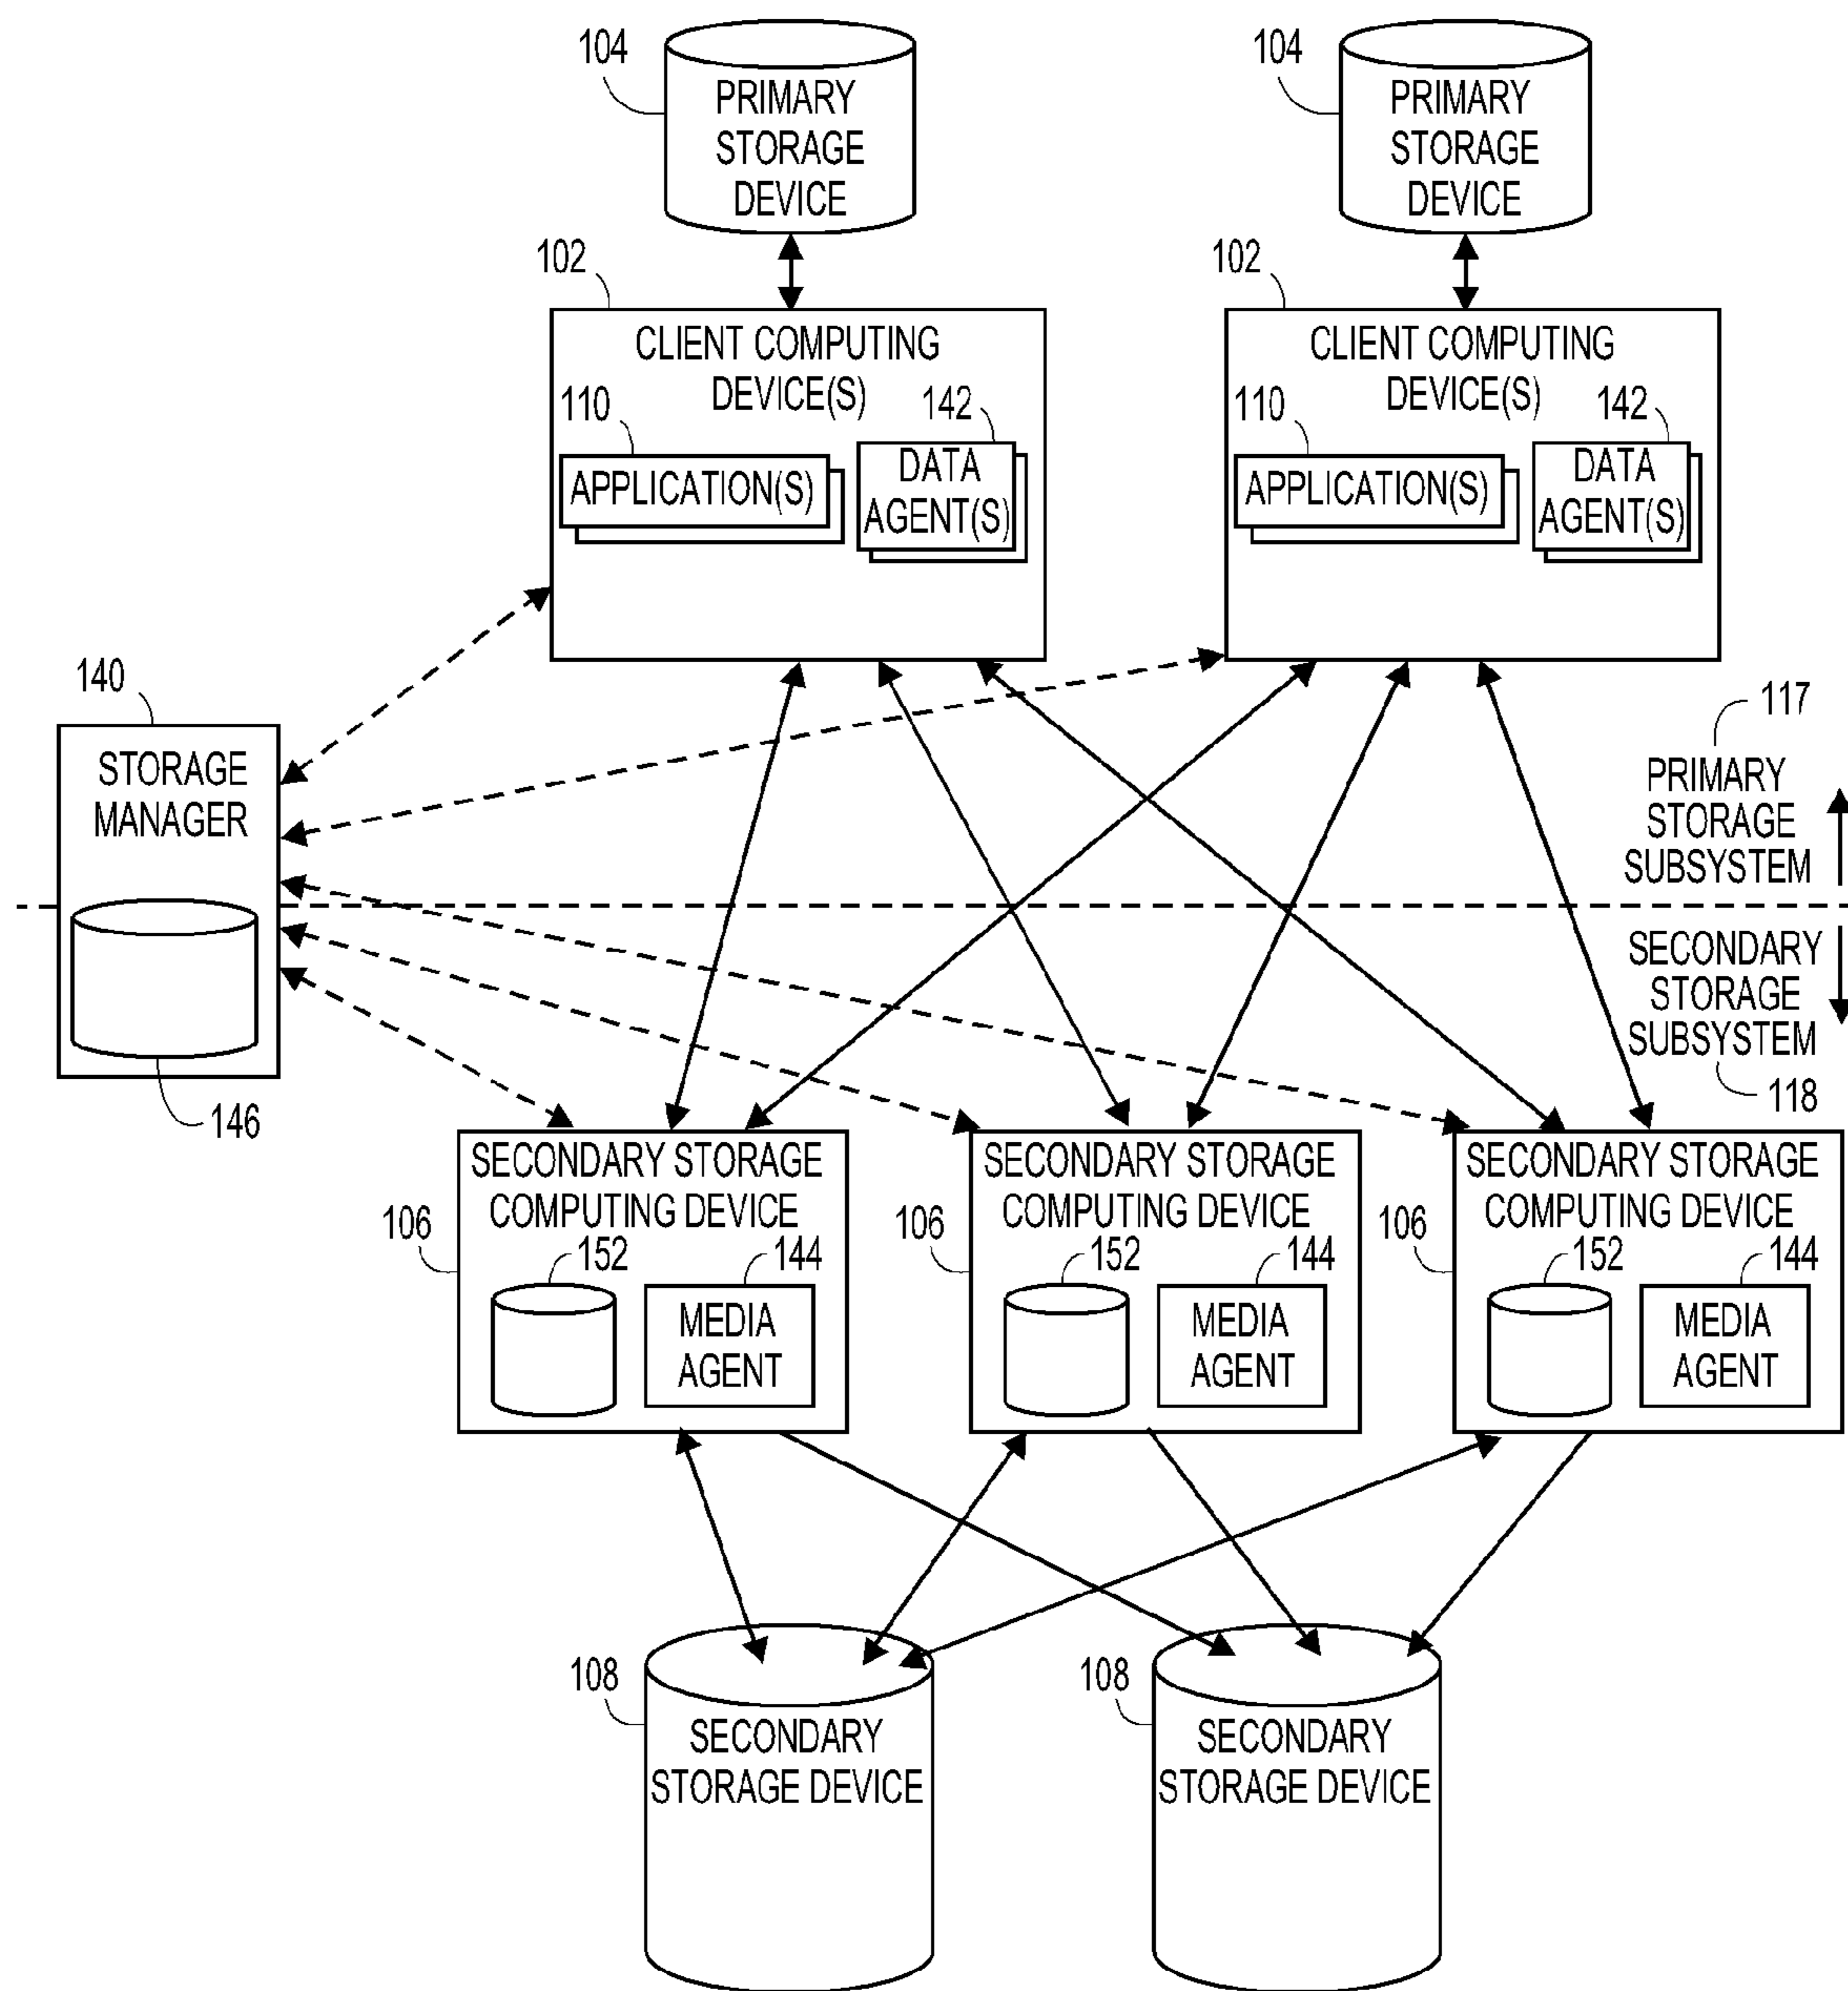 104
PRIMARY
STORAGE
DEVICE
104
PRIMARY
STORAGE
DEVICE
102
CLIENT COMPUTING
DEVICE(S)
110
142
APPLICATION(S)
DATA
AGENT(S)
102
CLIENT COMPUTING
DEVICE(S)
110
142
APPLICATION(S)
DATA
AGENT(S)
140
STORAGE
MANAGER
146
117
PRIMARY
STORAGE
SUBSYSTEM
SECONDARY
STORAGE
SUBSYSTEM
118
SECONDARY STORAGE
COMPUTING DEVICE
106
152
144
MEDIA
AGENT
SECONDARY STORAGE
COMPUTING DEVICE
106
152
144
MEDIA
AGENT
SECONDARY STORAGE
COMPUTING DEVICE
106
152
144
MEDIA
AGENT
108
SECONDARY
STORAGE DEVICE
108
SECONDARY
STORAGE DEVICE